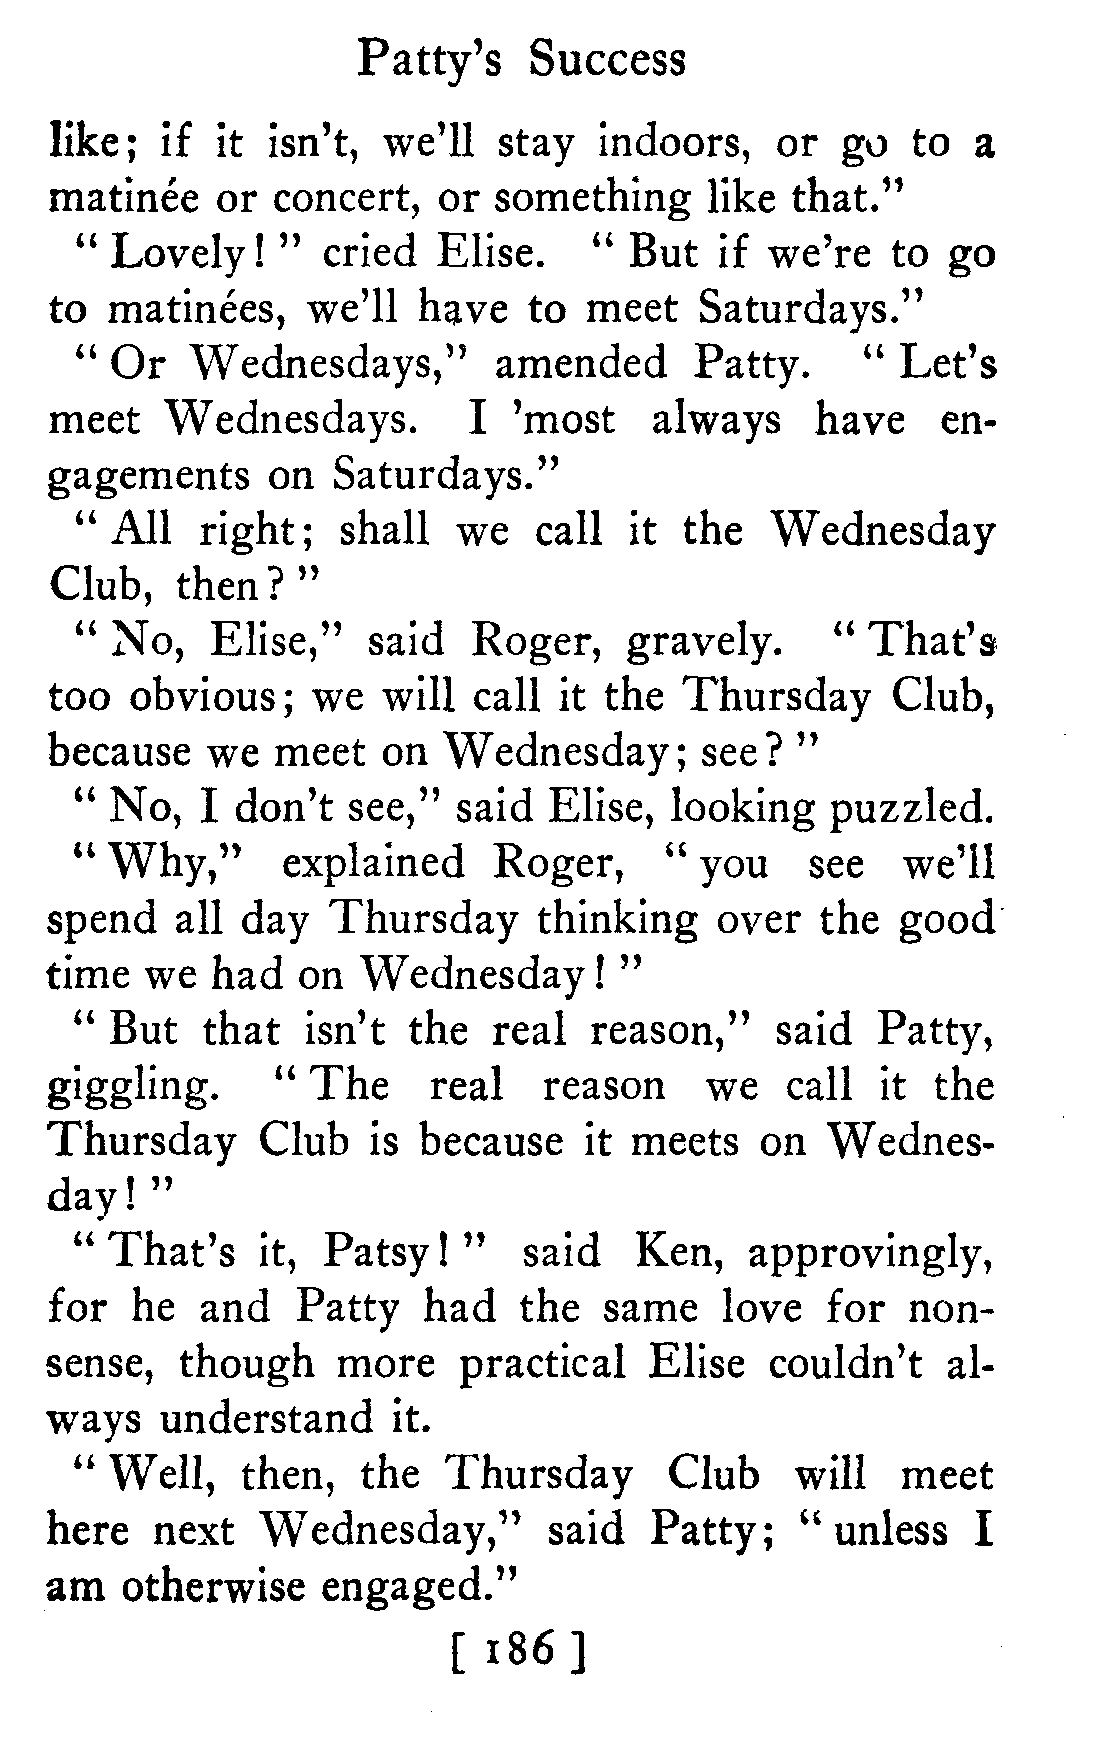 Patty's Success
like; if it isn't, we'll stay indoors, or go to a
matinée or concert, or something like that."
" Lovely! " cried Elise. " But if we're to go
to matinées, we'll have to meet Saturdays."
" Or Wednesdays," amended Patty. " Let's
meet Wednesdays. I 'most always have en-
gagements on Saturdays."
" All right; shall we call it the Wednesday
Club, then? "
" No, Elise," said Roger, gravely. " That's
too obvious; we will call it the Thursday Club,
because we meet on Wednesday; see? "
" No, I don't see," said Elise, looking puzzled.
" Why," explained Roger, " you see we'll
spend all day Thursday thinking over the good
time we had on Wednesday! "
" But that isn't the real reason," said Patty,
giggling. " The real reason we call it the
Thursday Club is because it meets on Wednes-
day! "
" That's it, Patsy! " said Ken, approvingly,
for he and Patty had the same love for non-
sense, though more practical Elise couldn't al-
ways understand it.
" Well, then, the Thursday Club will meet
here next Wednesday," said Patty; " unless I
am otherwise engaged."
[ 186 ]